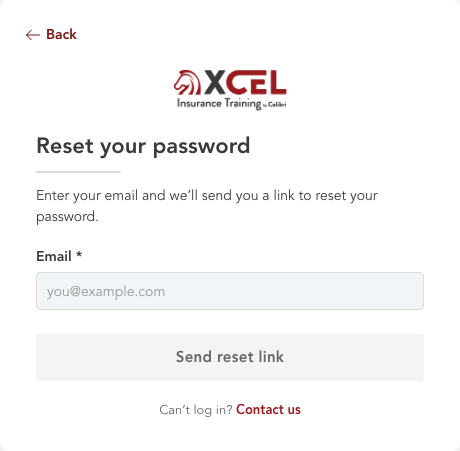 ← Back
XCEL
Insurance Training by Colibri
Reset your password
Enter your email and we’ll send you a link to reset your
password.
Email *
you@example.com
Send reset link
Can’t log in? Contact us